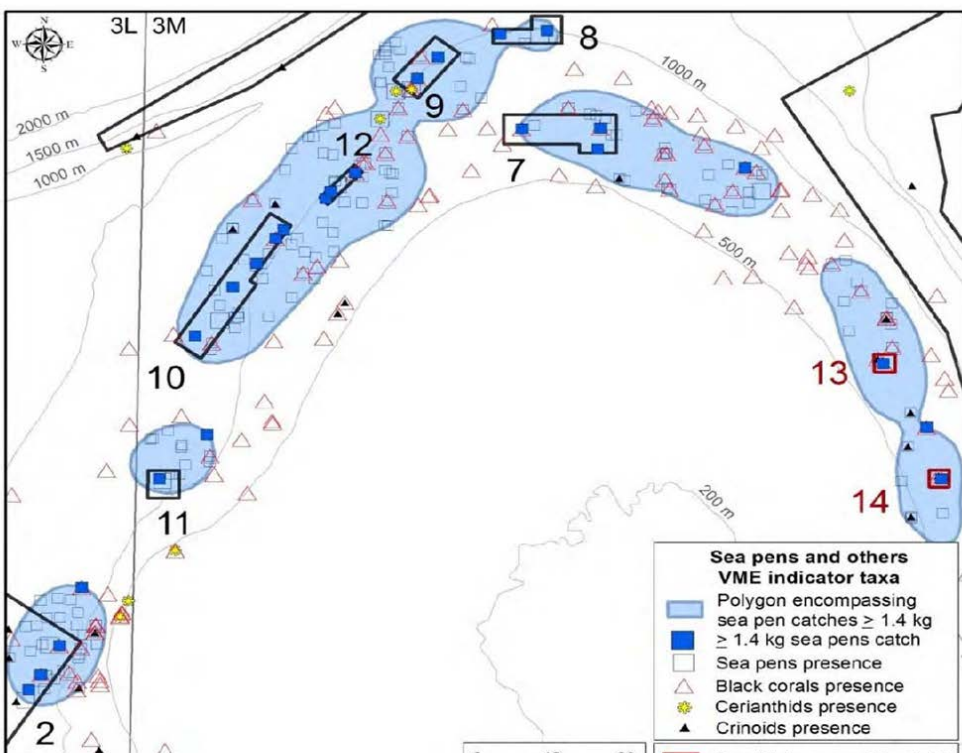 3L 3M
N
W E
S
8
9
1000 m
2000 m
1500 m
1000 m
12
7
500 m
10
13
11
14
200 m
2
Sea pens and others
VME indicator taxa
Polygon encompassing
sea pen catches ≥ 1.4 kg
≥ 1.4 kg sea pens catch
Sea pens presence
Black corals presence
Cerianthids presence
Crinoids presence